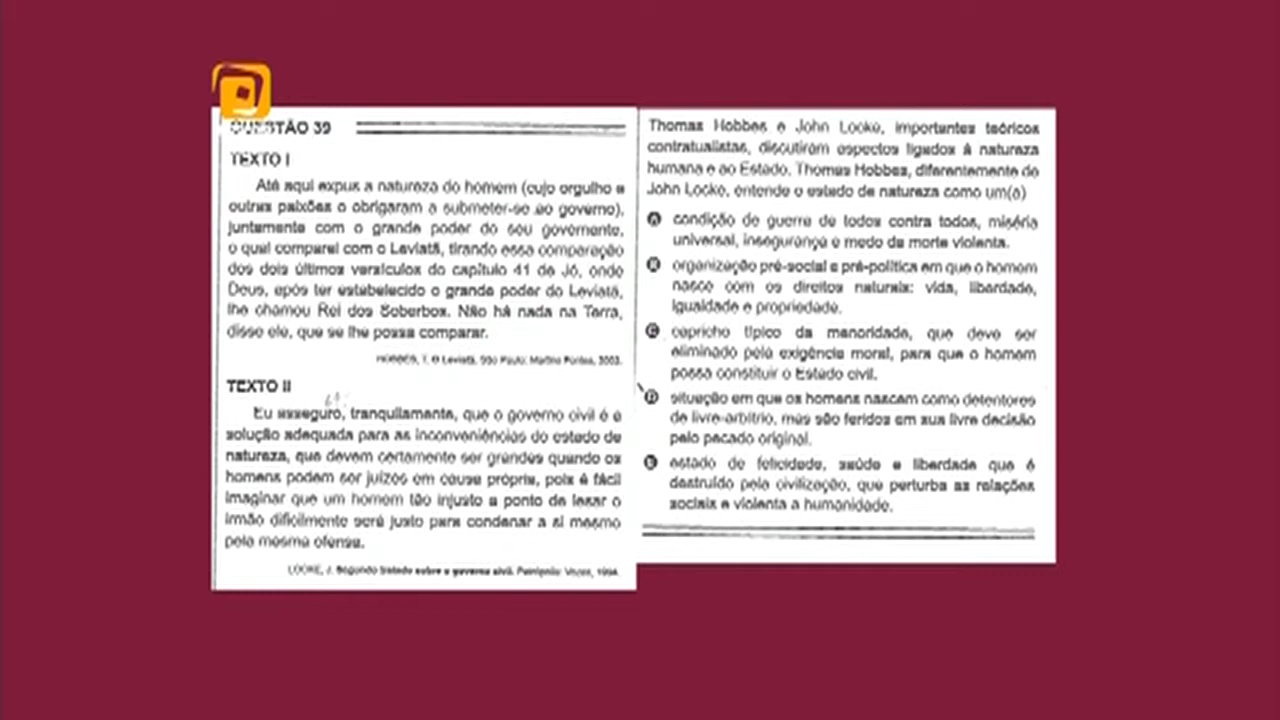 QUESTÃO 39
TEXTO I
Até aqui expus a natureza do homem (cujo orgulho e
outras paixões o obrigaram a submeter-se ao governo),
juntamente com o grande poder do seu governante,
o qual comparei com o Leviatã, tirando essa comparação
dos dois últimos versículos do capítulo 41 de Jó, onde
Deus, após ter estabelecido o grande poder do Leviatã,
lhe chamou Rei dos Soberbos. Não há nada na Terra,
disse ele, que se lhe possa comparar.
HOBBES, T. O Leviatã. São Paulo: Martins Fontes, 2003.
TEXTO II
Eu asseguro, tranquilamente, que o governo civil é a
solução adequada para as inconveniências do estado de
natureza, que devem certamente ser grandes quando os
homens podem ser juízes em causa própria, pois é fácil
imaginar que um homem tão injusto a ponto de lesar o
irmão dificilmente será justo para condenar a si mesmo
pela mesma ofensa.
LOCKE, J. Segundo tratado sobre o governo civil. Petrópolis: Vozes, 1994.
Thomas Hobbes e John Locke, importantes teóricos
contratualistas, discutiram aspectos ligados à natureza
humana e ao Estado. Thomas Hobbes, diferentemente de
John Locke, entende o estado de natureza como um(a)
A condição de guerra de todos contra todos, miséria
universal, insegurança e medo da morte violenta.
B organização pré-social e pré-política em que o homem
nasce com os direitos naturais: vida, liberdade,
igualdade e propriedade.
C capricho típico da menoridade, que deve ser
eliminado pela exigência moral, para que o homem
possa constituir o Estado civil.
D situação em que os homens nascem como detentores
de livre-arbítrio, mas são feridos em sua livre decisão
pelo pecado original.
E estado de felicidade, saúde e liberdade que é
destruído pela civilização, que perturba as relações
sociais e violenta a humanidade.